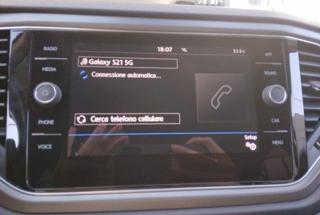 RADIO
18:07
33.5°C
APP
Galaxy S21 5G
MEDIA
Connessione automatica...
SOUND
PHONE
Cerca telefono cellulare
CAR
Setup
VOICE
MENU